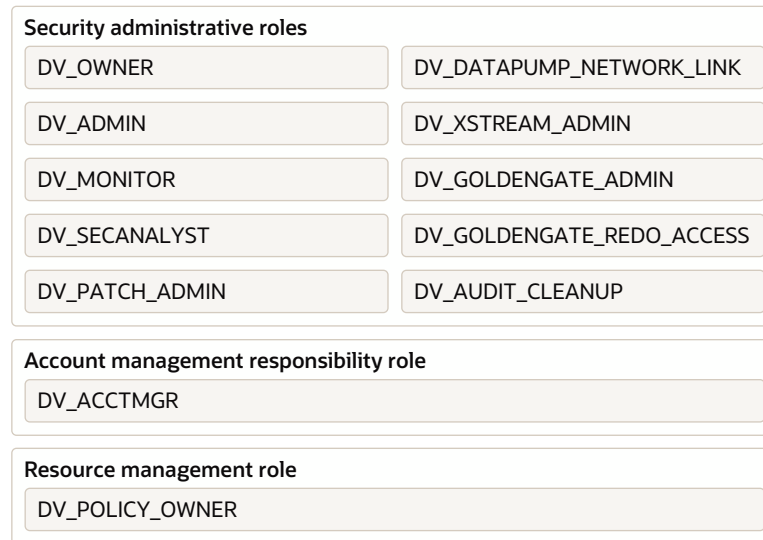 Security administrative roles
DV_OWNER
DV_DATAPUMP_NETWORK_LINK
DV_ADMIN
DV_XSTREAM_ADMIN
DV_MONITOR
DV_GOLDENGATE_ADMIN
DV_SECANALYST
DV_GOLDENGATE_REDO_ACCESS
DV_PATCH_ADMIN
DV_AUDIT_CLEANUP
Account management responsibility role
DV_ACCTMGR
Resource management role
DV_POLICY_OWNER